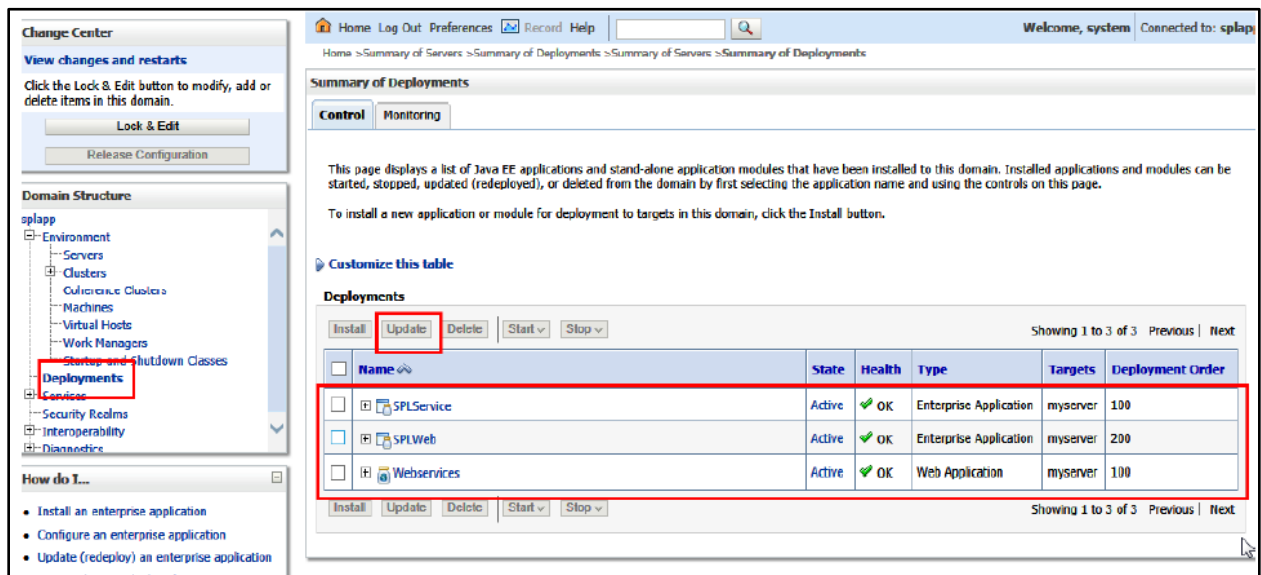 Change Center
View changes and restarts
Click the Lock & Edit button to modify, add or
delete items in this domain.
Lock & Edit
Release Configuration
Domain Structure
splapp
Environment
Servers
Clusters
Coherence Clusters
Machines
Virtual Hosts
Work Managers
Startup and Shutdown Classes
Deployments
Services
Security Realms
Interoperability
Diagnostics
How do I...
Install an enterprise application
Configure an enterprise application
Update (redeploy) an enterprise application
Home Log Out Preferences Record Help
Welcome, system Connected to: splapp
Home >Summary of Servers >Summary of Deployments >Summary of Servers >Summary of Deployments
Summary of Deployments
Control Monitoring
This page displays a list of Java EE applications and stand-alone application modules that have been installed to this domain. Installed applications and modules can be
started, stopped, updated (redeployed), or deleted from the domain by first selecting the application name and using the controls on this page.
To install a new application or module for deployment to targets in this domain, click the Install button.
Customize this table
Deployments
Install Update Delete Start Stop Showing 1 to 3 of 3 Previous | Next
Name State Health Type Targets Deployment Order
SPLService Active OK Enterprise Application myserver 100
SPLWeb Active OK Enterprise Application myserver 200
Webservices Active OK Web Application myserver 100
Install Update Delete Start Stop Showing 1 to 3 of 3 Previous | Next